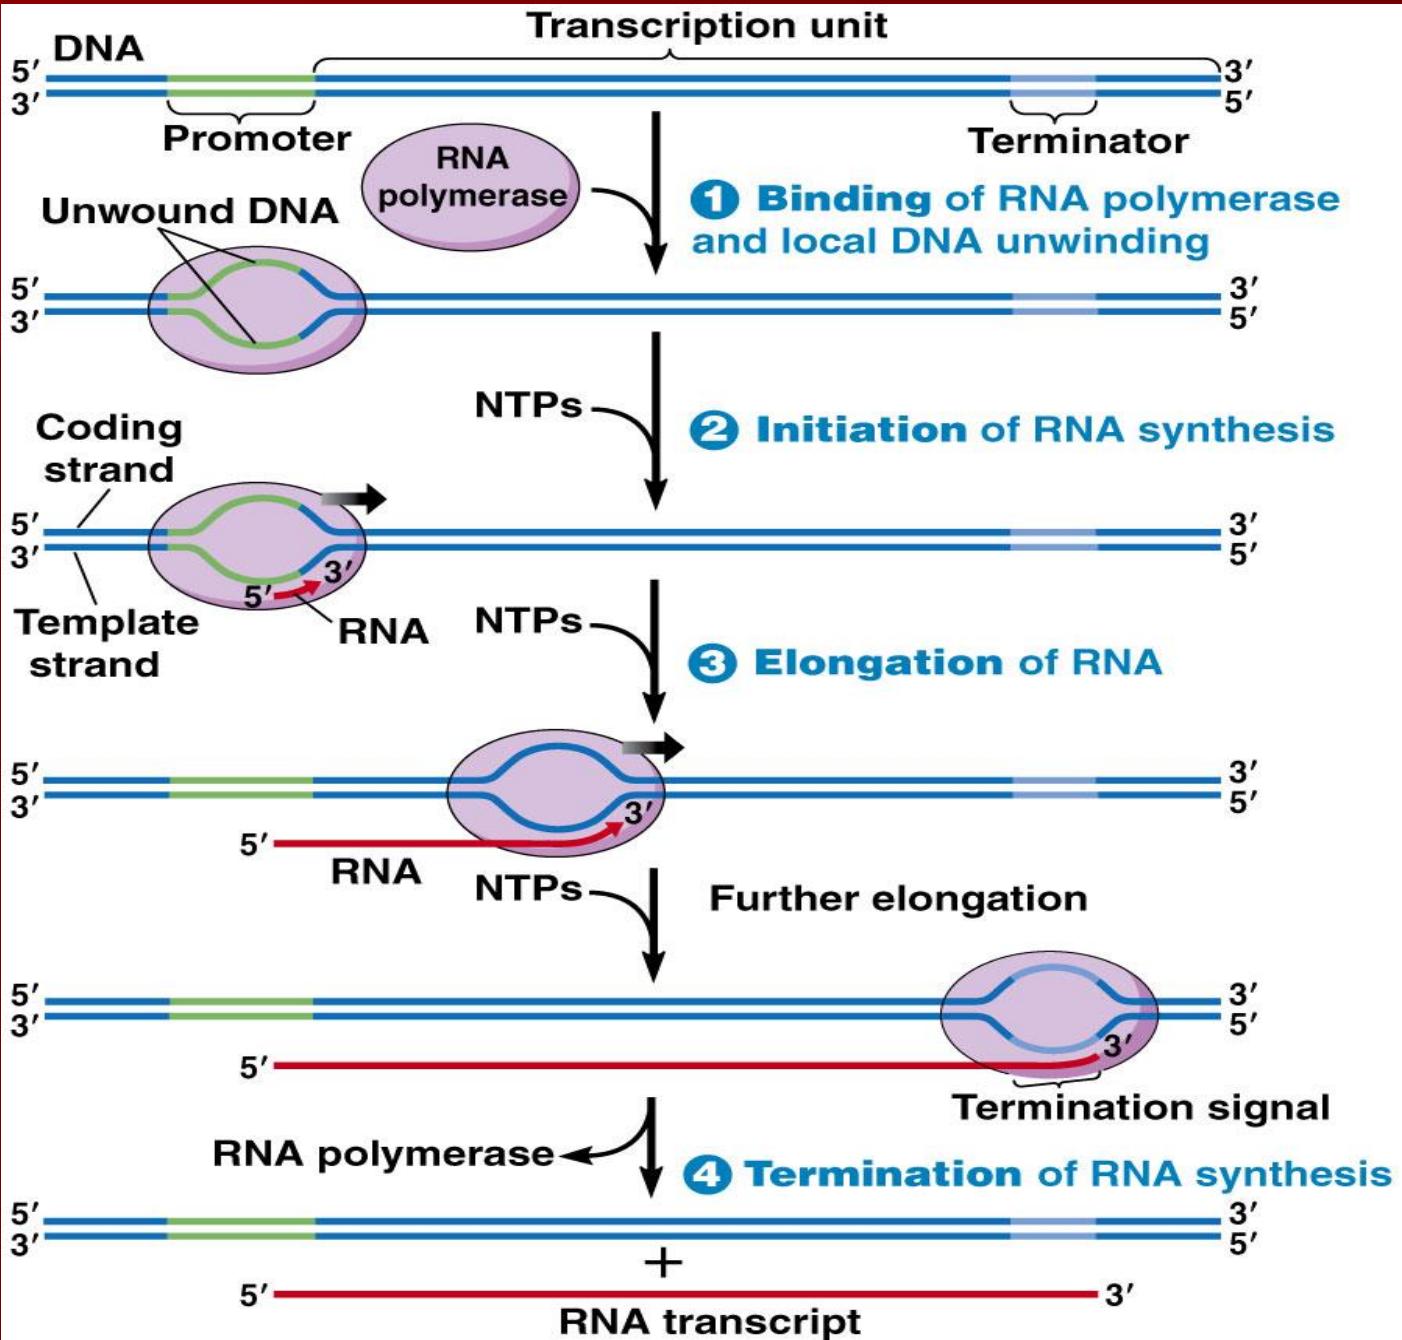 Transcription unit
DNA
5′
3′
3′
5′
Promoter
Terminator
RNA
polymerase
1 Binding of RNA polymerase
and local DNA unwinding
Unwound DNA
5′
3′
3′
5′
NTPs
2 Initiation of RNA synthesis
Coding
strand
5′
3′
3′
5′
5′
3′
RNA
Template
strand
NTPs
3 Elongation of RNA
5′
3′
3′
5′
5′
3′
RNA
NTPs
Further elongation
5′
3′
3′
5′
5′
3′
Termination signal
RNA polymerase
4 Termination of RNA synthesis
5′
3′
3′
5′
+
5′
3′
RNA transcript